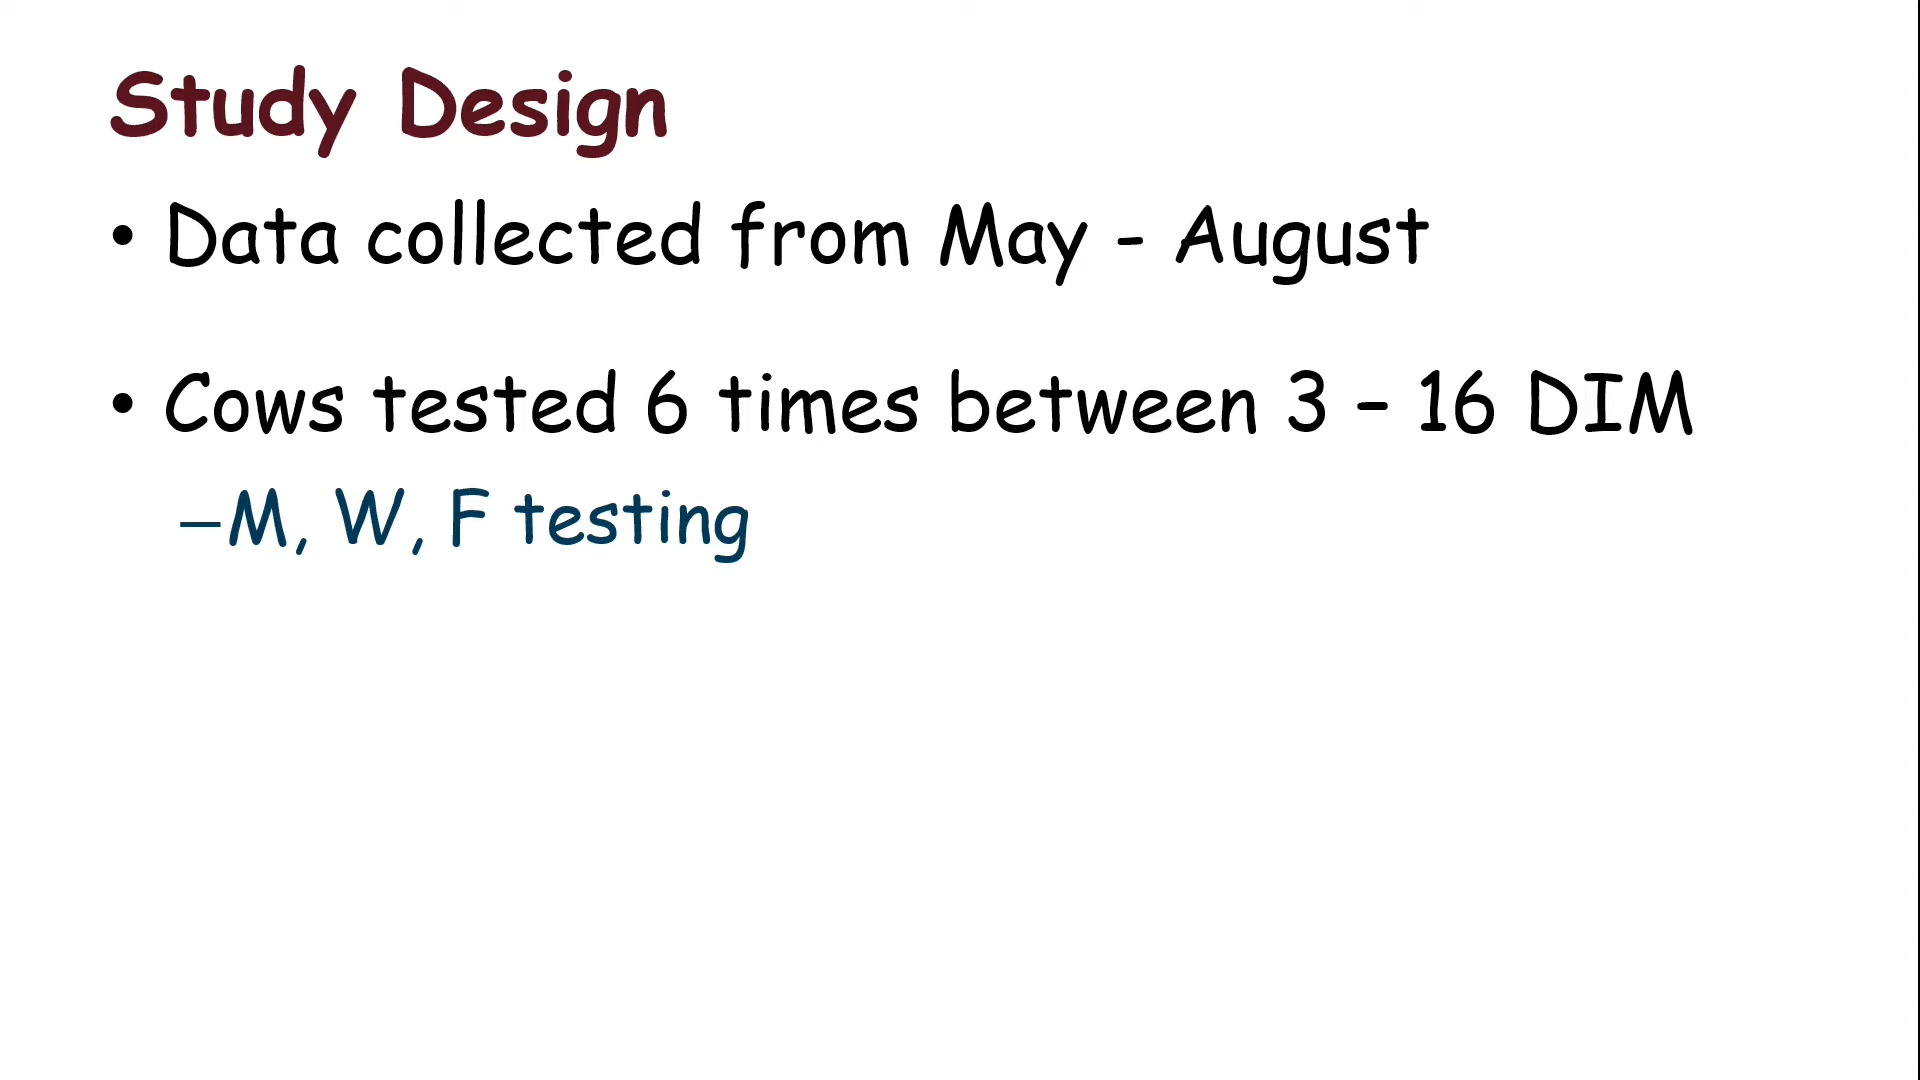 Study Design
• Data collected from May - August
• Cows tested 6 times between 3 – 16 DIM
–M, W, F testing